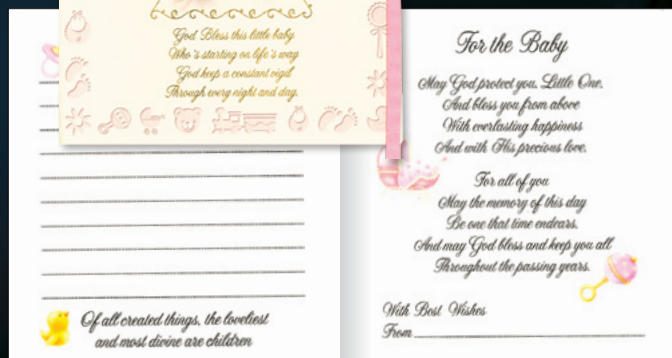 God Bless this little baby
Who's starting on life's way
God keep a constant vigil
Through every night and day.
Of all created things, the loveliest
and most divine are children
For the Baby
May God protect you, Little One,
And bless you from above
With everlasting happiness
And with His precious love.
For all of you
May the memory of this day
Be one that time endears,
And may God bless and keep you all
Throughout the passing years.
With Best Wishes
From